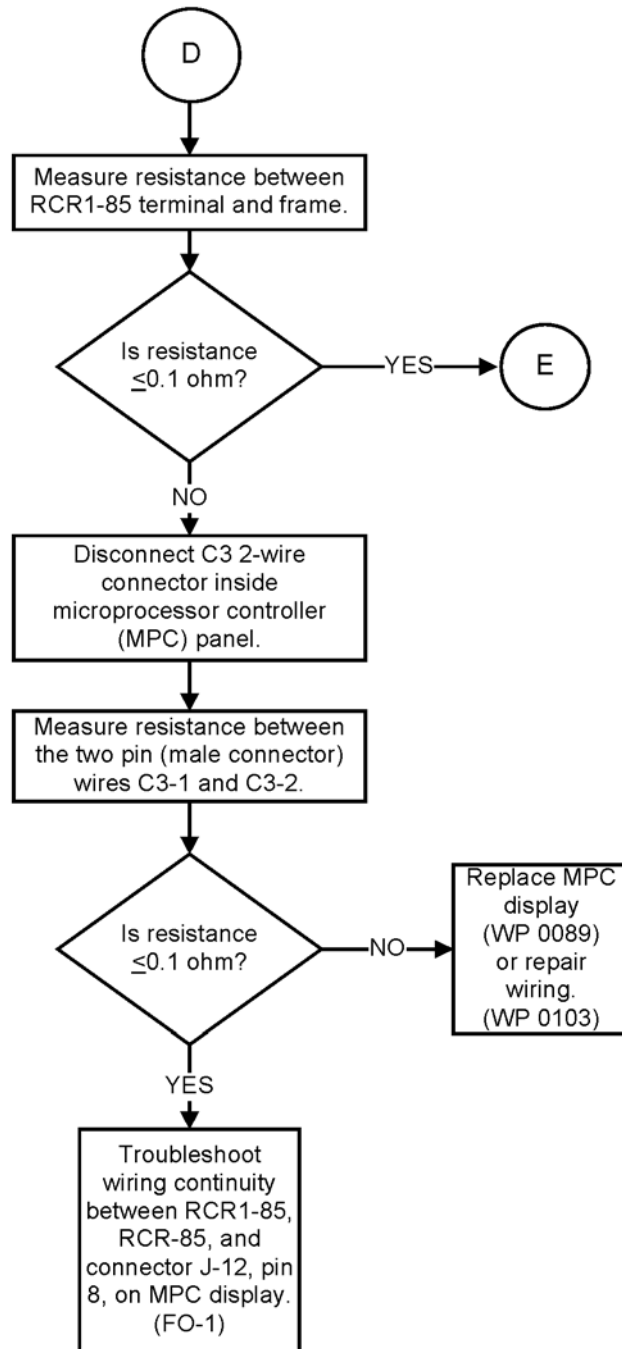 D
Measure resistance between
RCR1-85 terminal and frame.
Is resistance
≤0.1 ohm?
YES
E
NO
Disconnect C3 2-wire
connector inside
microprocessor controller
(MPC) panel.
Measure resistance between
the two pin (male connector)
wires C3-1 and C3-2.
Is resistance
≤0.1 ohm?
NO
Replace MPC
display
(WP 0089)
or repair
wiring.
(WP 0103)
YES
Troubleshoot
wiring continuity
between RCR1-85,
RCR-85, and
connector J-12, pin
8, on MPC display.
(FO-1)